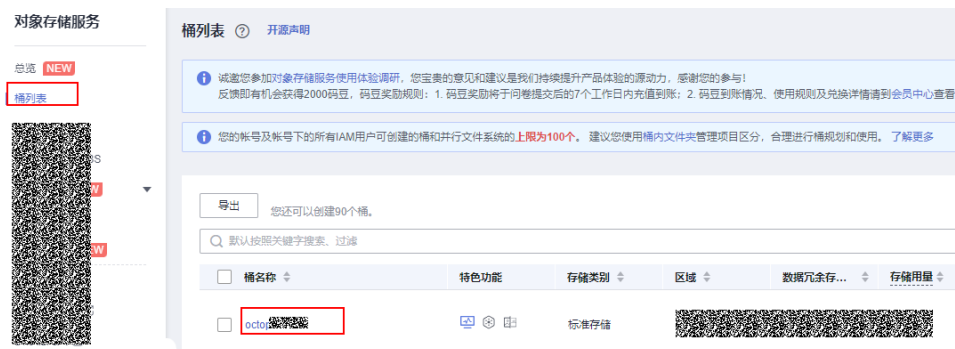 对象存储服务
总览 NEW
桶列表
桶列表 ? 开源声明
诚邀您参加对象存储服务使用体验调研，您宝贵的意见和建议是我们持续提升产品体验的源动力，感谢您的参与！
反馈即有机会获得2000码豆，码豆奖励规则：1. 码豆奖励将于问卷提交后的7个工作日内充值到账；2. 码豆到账情况、使用规则及兑换详情请到会员中心查看
您的帐号及帐号下的所有IAM用户可创建的桶和并行文件系统的上限为100个。 建议您使用桶内文件夹管理项目区分，合理进行桶规划和使用。 了解更多
导出 您还可以创建90个桶。
默认按照关键字搜索、过滤
桶名称 特色功能 存储类别 区域 数据冗余存... 存储用量
标准存储